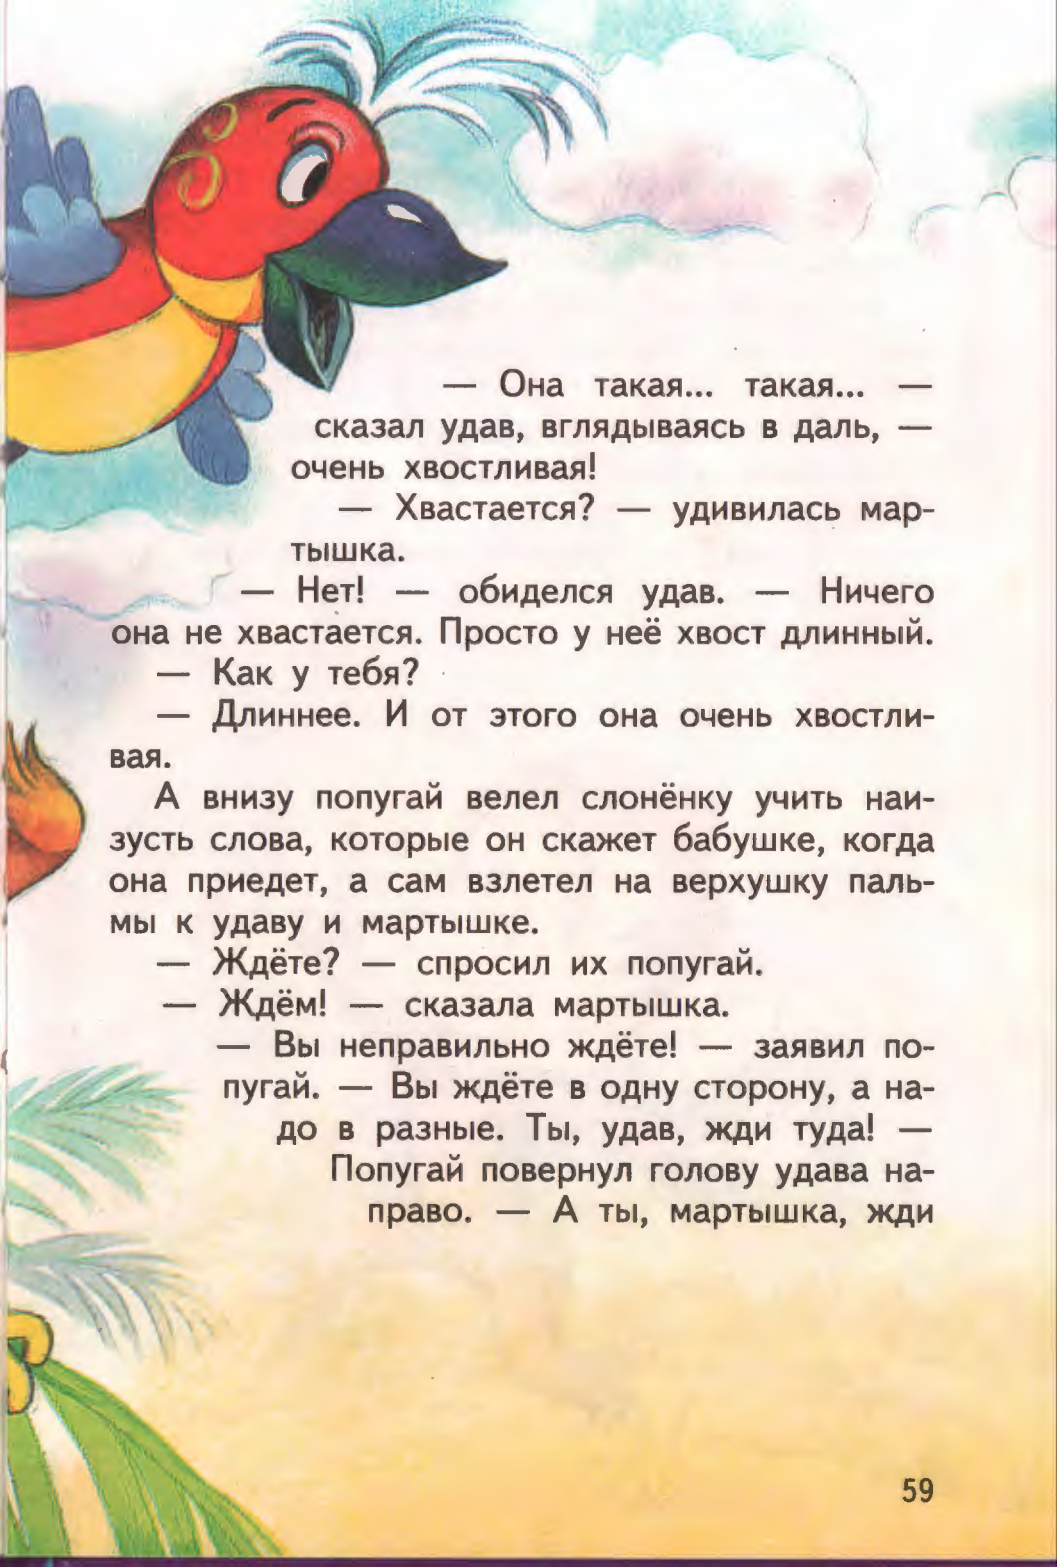 — Она такая... такая... —
сказал удав, вглядываясь в даль, —
очень хвостливая!
— Хвастается? — удивилась мар-
тышка.
— Нет! — обиделся удав. — Ничего
она не хвастается. Просто у неё хвост длинный.
— Как у тебя?
— Длиннее. И от этого она очень хвостли-
вая.
А внизу попугай велел слонёнку учить наи-
зусть слова, которые он скажет бабушке, когда
она приедет, а сам взлетел на верхушку паль-
мы к удаву и мартышке.
— Ждёте? — спросил их попугай.
— Ждём! — сказала мартышка.
— Вы неправильно ждёте! — заявил по-
пугай. — Вы ждёте в одну сторону, а на-
до в разные. Ты, удав, жди туда! —
Попугай повернул голову удава на-
право. — А ты, мартышка, жди
59